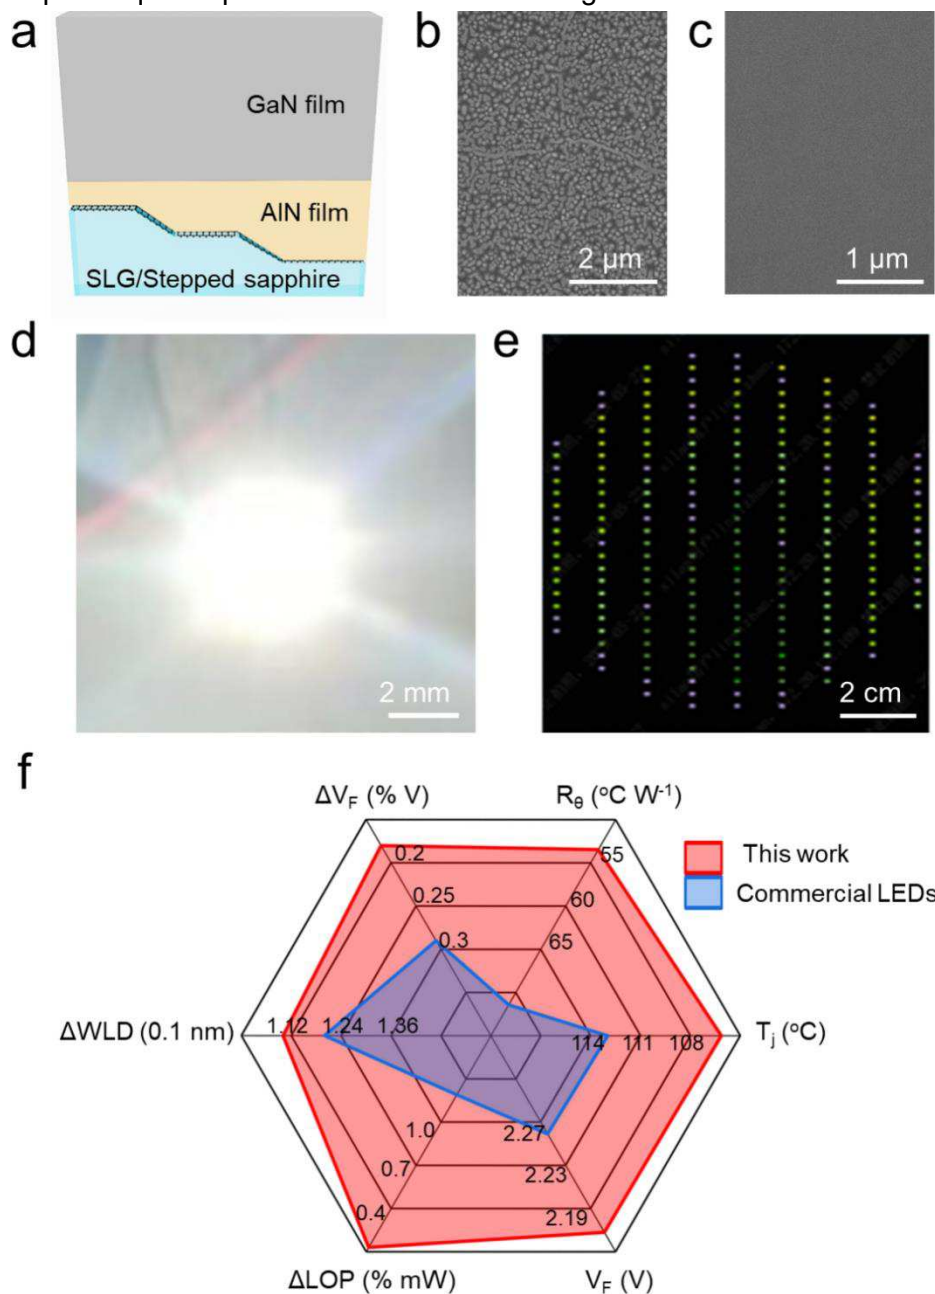 a
b
c
GaN film
AlN film
SLG/Stepped sapphire
2 μm
1 μm
d
e
2 mm
2 cm
f
ΔV_F (% V)
R_θ (°C W⁻¹)
This work
Commercial LEDs
0.2
55
0.25
60
0.3
65
ΔWLD (0.1 nm)
1.12
1.24
1.36
114
111
108
T_j (°C)
1.0
2.27
0.7
2.23
0.4
2.19
ΔLOP (% mW)
V_F (V)